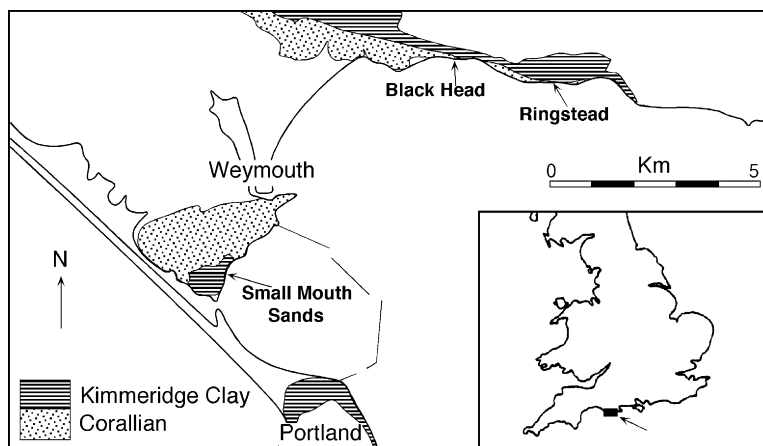 Black Head
Ringstead
Weymouth
Km
0
5
N
Small Mouth
Sands
Kimmeridge Clay
Corallian
Portland